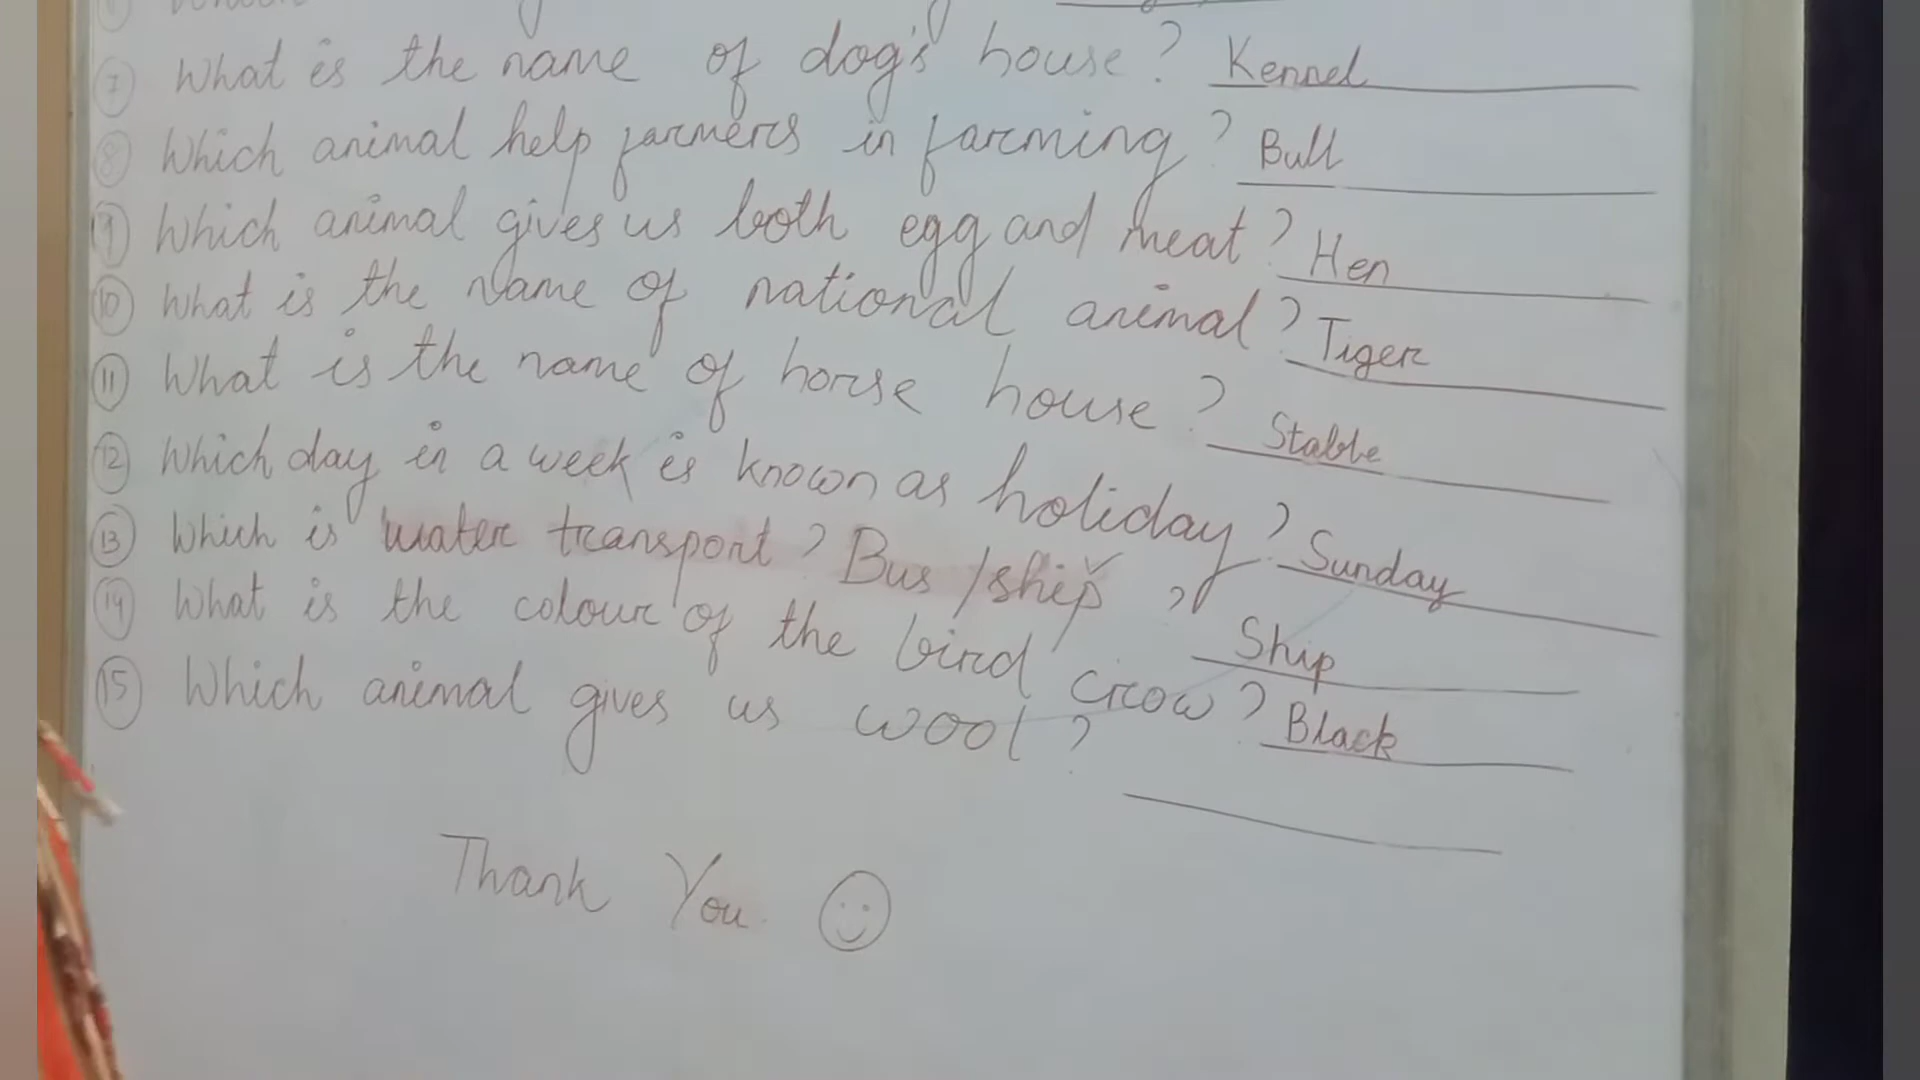 7 What is the name of dog's house? Kennel
8 Which animal help farmers in farming? Bull
9 Which animal gives us both egg and meat? Hen
10 What is the name of national animal? Tiger
11 What is the name of horse house? Stable
12 Which day in a week is known as holiday? Sunday
13 Which is water transport? Bus/ship ? Ship
14 What is the colour of the bird crow? Black
15 Which animal gives us wool?
Thank You